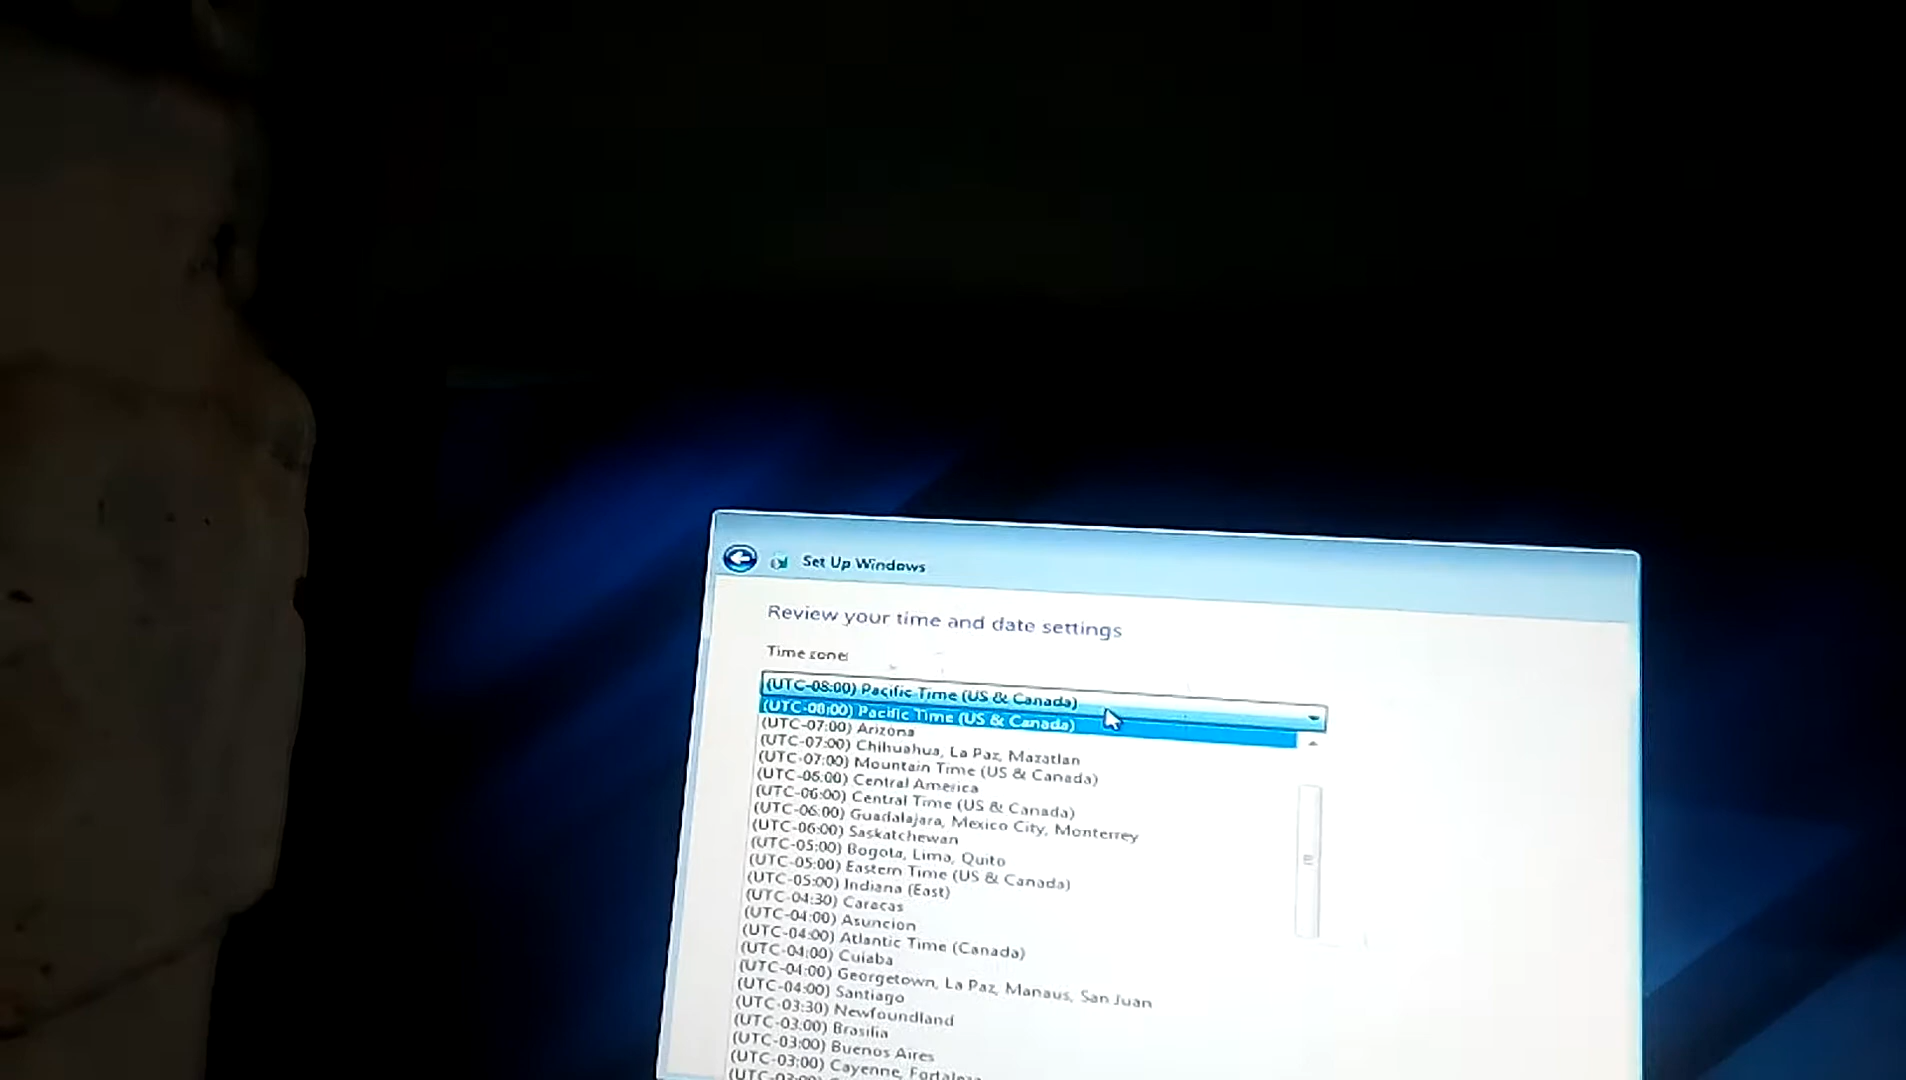 Set Up Windows
Review your time and date settings
Time zone:
(UTC-08:00) Pacific Time (US & Canada)
(UTC-08:00) Pacific Time (US & Canada)
(UTC-07:00) Arizona
(UTC-07:00) Chihuahua, La Paz, Mazatlan
(UTC-07:00) Mountain Time (US & Canada)
(UTC-06:00) Central America
(UTC-06:00) Central Time (US & Canada)
(UTC-06:00) Guadalajara, Mexico City, Monterrey
(UTC-06:00) Saskatchewan
(UTC-05:00) Bogota, Lima, Quito
(UTC-05:00) Eastern Time (US & Canada)
(UTC-05:00) Indiana (East)
(UTC-04:30) Caracas
(UTC-04:00) Asuncion
(UTC-04:00) Atlantic Time (Canada)
(UTC-04:00) Cuiaba
(UTC-04:00) Georgetown, La Paz, Manaus, San Juan
(UTC-04:00) Santiago
(UTC-03:30) Newfoundland
(UTC-03:00) Brasilia
(UTC-03:00) Buenos Aires
(UTC-03:00) Cayenne,